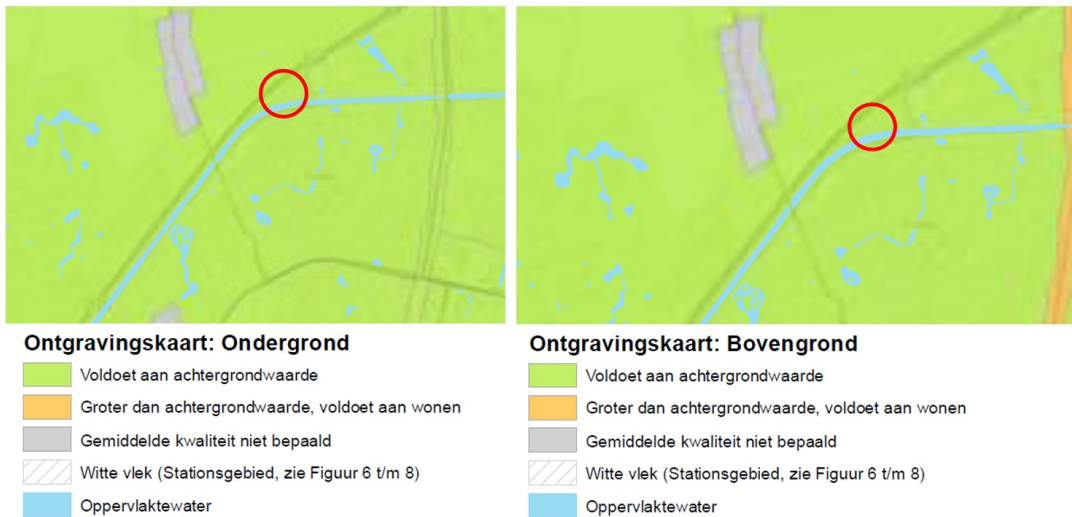 Ontgravingskaart: Ondergrond
Voldoet aan achtergrondwaarde
Groter dan achtergrondwaarde, voldoet aan wonen
Gemiddelde kwaliteit niet bepaald
Witte vlek (Stationsgebied, zie Figuur 6 t/m 8)
Oppervlaktewater
Ontgravingskaart: Bovengrond
Voldoet aan achtergrondwaarde
Groter dan achtergrondwaarde, voldoet aan wonen
Gemiddelde kwaliteit niet bepaald
Witte vlek (Stationsgebied, zie Figuur 6 t/m 8)
Oppervlaktewater